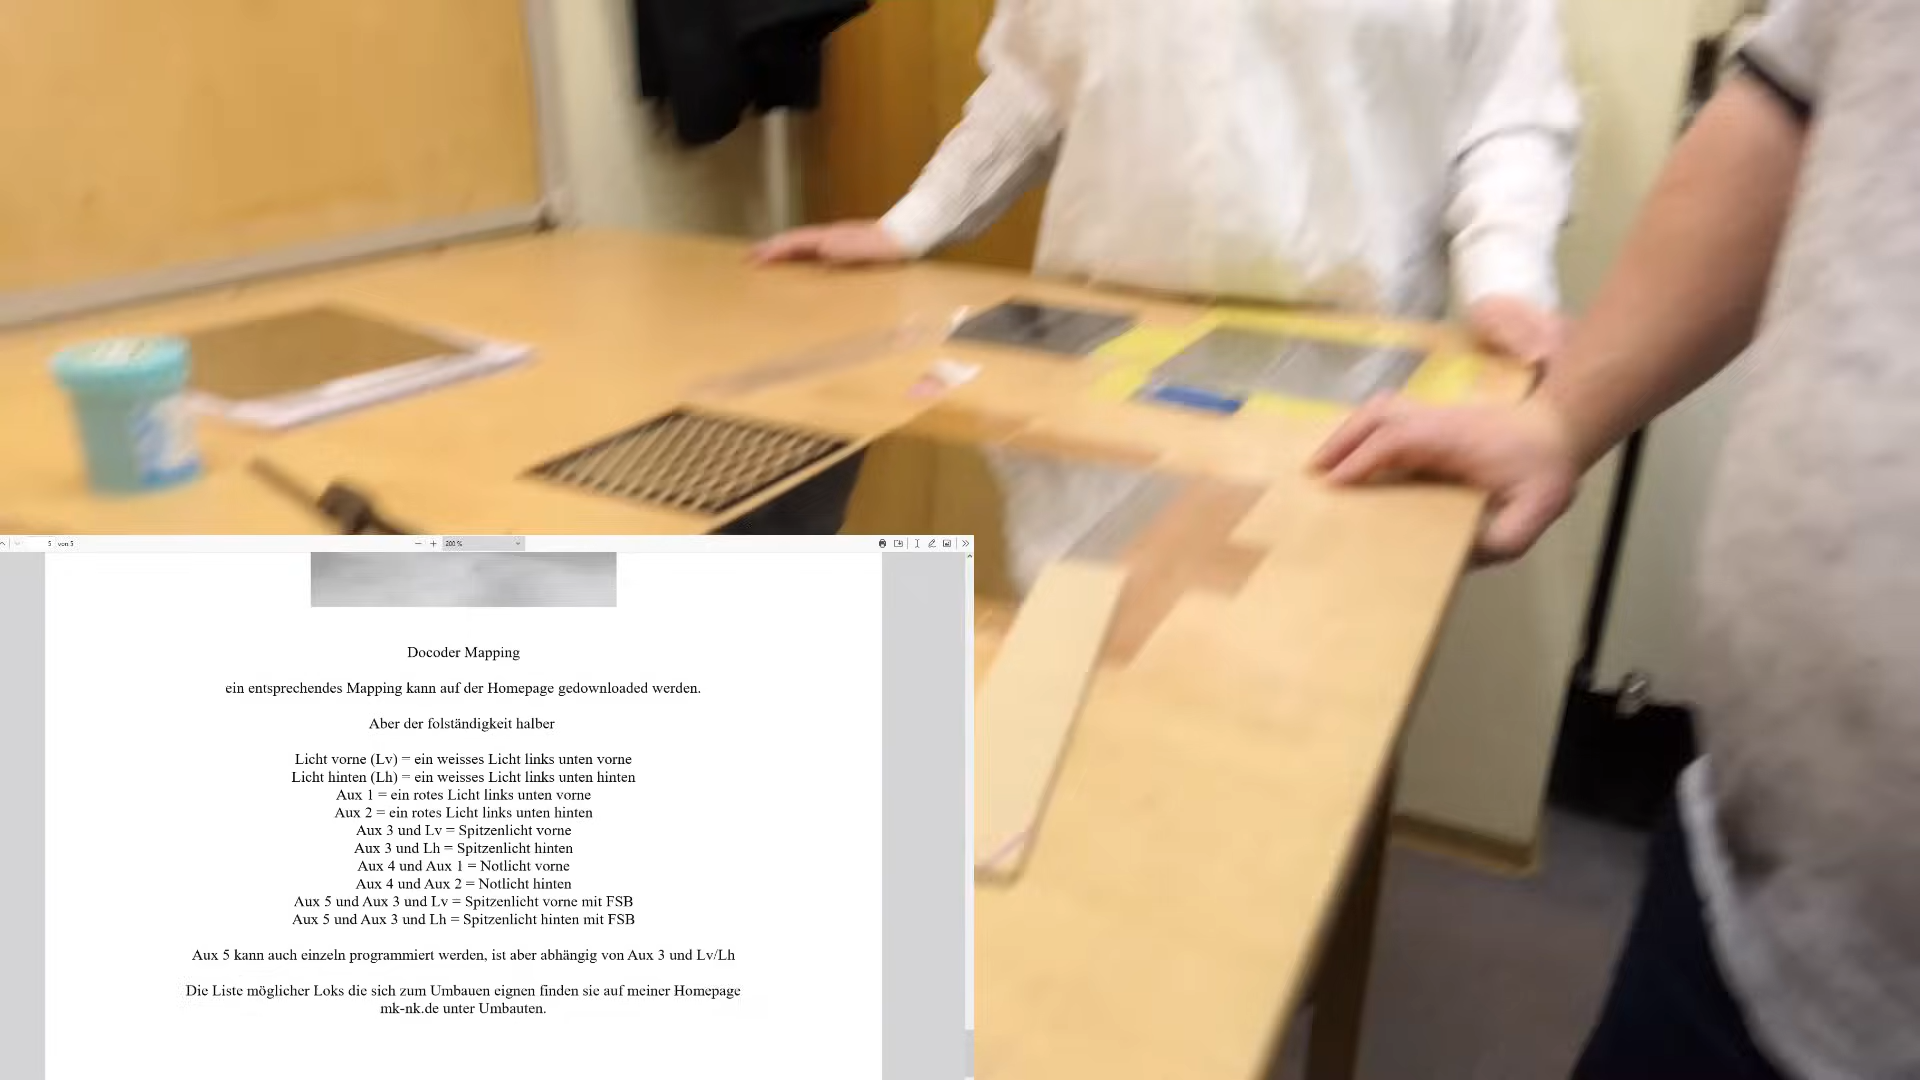 5 von 5
200 %
Docoder Mapping
ein entsprechendes Mapping kann auf der Homepage gedownloaded werden.
Aber der folständigkeit halber
Licht vorne (Lv) = ein weisses Licht links unten vorne
Licht hinten (Lh) = ein weisses Licht links unten hinten
Aux 1 = ein rotes Licht links unten vorne
Aux 2 = ein rotes Licht links unten hinten
Aux 3 und Lv = Spitzenlicht vorne
Aux 3 und Lh = Spitzenlicht hinten
Aux 4 und Aux 1 = Notlicht vorne
Aux 4 und Aux 2 = Notlicht hinten
Aux 5 und Aux 3 und Lv = Spitzenlicht vorne mit FSB
Aux 5 und Aux 3 und Lh = Spitzenlicht hinten mit FSB
Aux 5 kann auch einzeln programmiert werden, ist aber abhängig von Aux 3 und Lv/Lh
Die Liste möglicher Loks die sich zum Umbauen eignen finden sie auf meiner Homepage
mk-nk.de unter Umbauten.